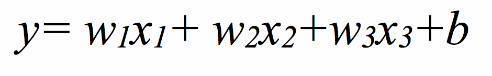 y= w₁x₁+ w₂x₂+w₃x₃+b